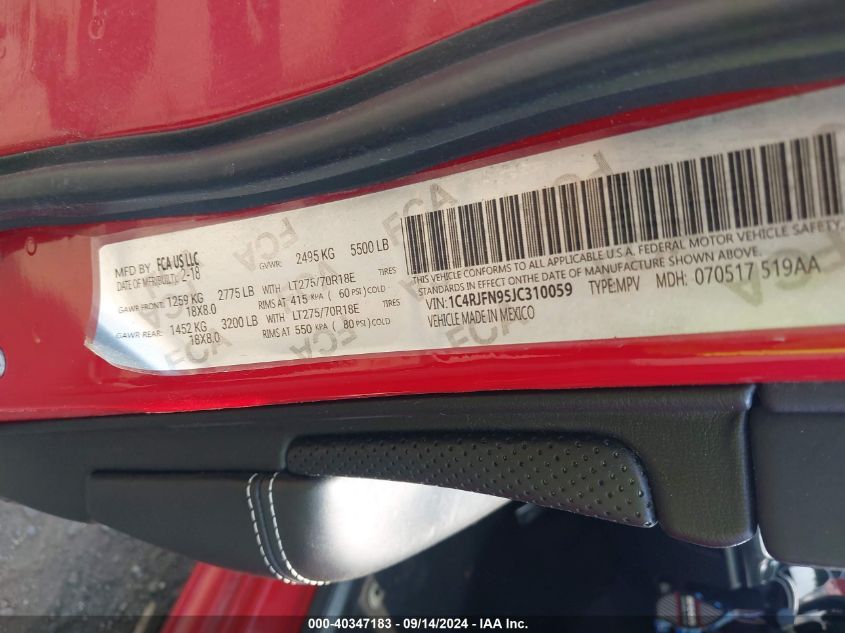 MFD BY FCA US LLC
DATE OF MFR/BUILT: 2-18 GVWR: 2495 KG 5500 LB
GAWR FRONT: 1259 KG 2775 LB WITH LT275/70R18E TIRES
18X8.0 RIMS AT 415 KPA ( 60 PSI) COLD
GAWR REAR: 1452 KG 3200 LB WITH LT275/70R18E TIRES
18X8.0 RIMS AT 550 KPA ( 80 PSI) COLD
THIS VEHICLE CONFORMS TO ALL APPLICABLE U.S.A. FEDERAL MOTOR VEHICLE SAFETY
STANDARDS IN EFFECT ON THE DATE OF MANUFACTURE SHOWN ABOVE.
VIN: 1C4RJFN95JC310059 TYPE: MPV MDH: 070517 519AA
VEHICLE MADE IN MEXICO
FCA FCA FCA FCA
FCA FCA FCA FCA
000-40347183 - 09/14/2024 - IAA Inc.